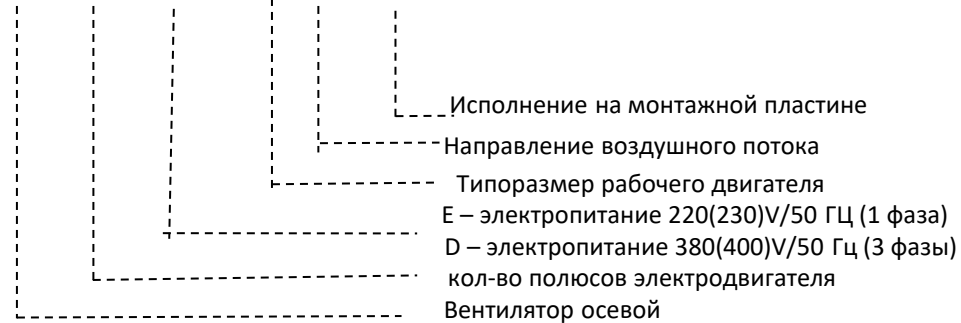 Исполнение на монтажной пластине
Направление воздушного потока
Типоразмер рабочего двигателя
Е – электропитание 220(230)V/50 ГЦ (1 фаза)
D – электропитание 380(400)V/50 Гц (3 фазы)
кол-во полюсов электродвигателя
Вентилятор осевой